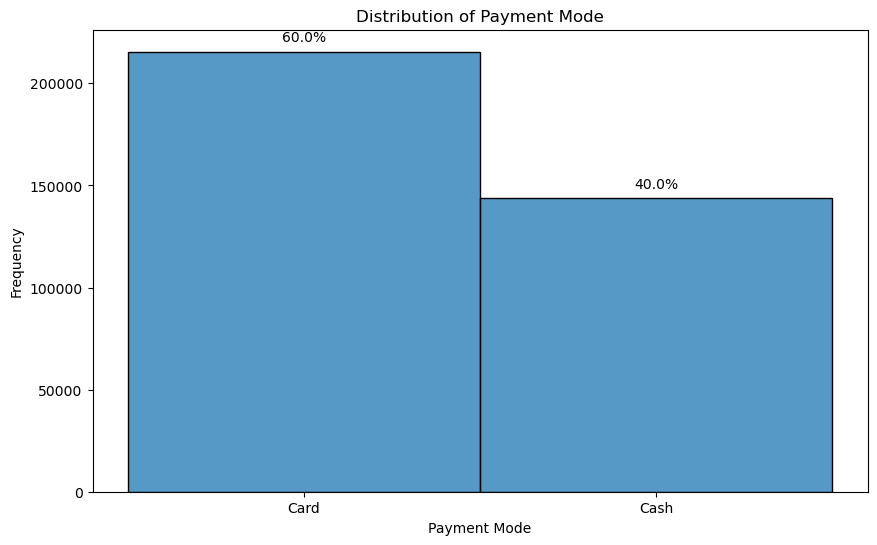 Distribution of Payment Mode
60.0%
200000
40.0%
150000
Frequency
100000
50000
0
Card Cash
Payment Mode